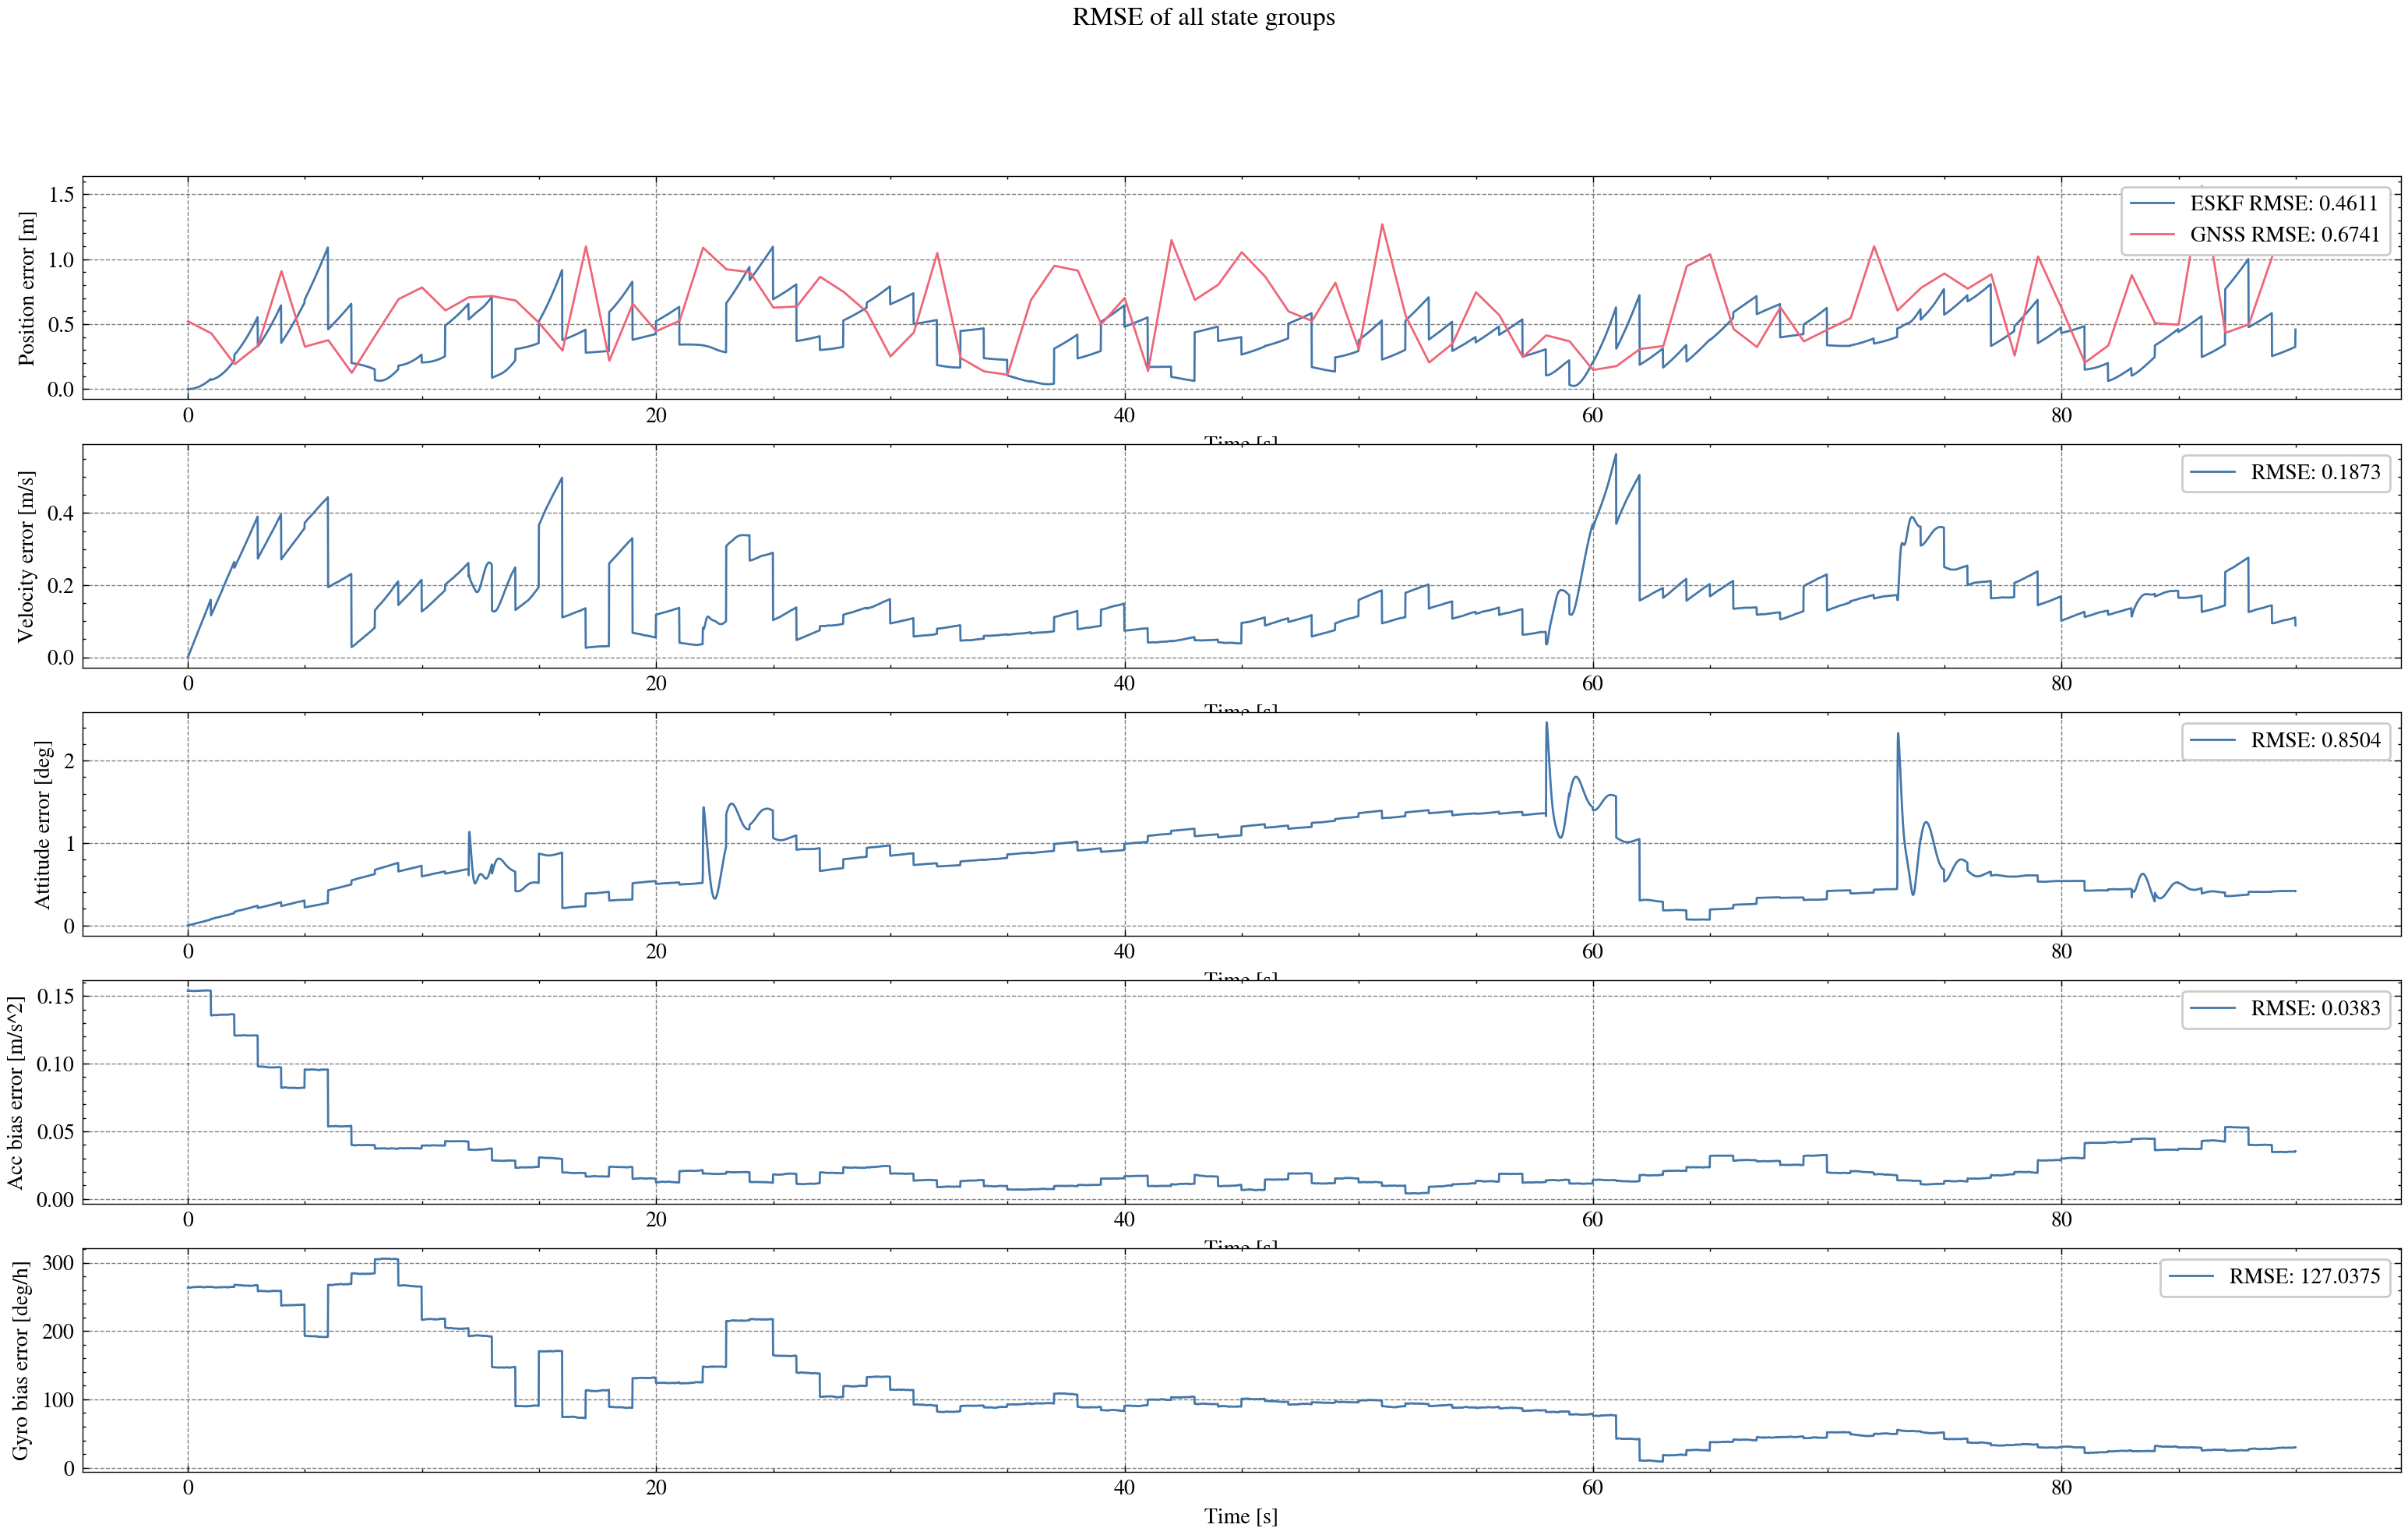 RMSE of all state groups
Position error [m]
1.5
1.0
0.5
0.0
ESKF RMSE: 0.4611
GNSS RMSE: 0.6741
0 20 40 60 80
Time [s]
Velocity error [m/s]
0.4
0.2
0.0
RMSE: 0.1873
0 20 40 60 80
Time [s]
Attitude error [deg]
2
1
0
RMSE: 0.8504
0 20 40 60 80
Time [s]
Acc bias error [m/s^2]
0.15
0.10
0.05
0.00
RMSE: 0.0383
0 20 40 60 80
Time [s]
Gyro bias error [deg/h]
300
200
100
0
RMSE: 127.0375
0 20 40 60 80
Time [s]